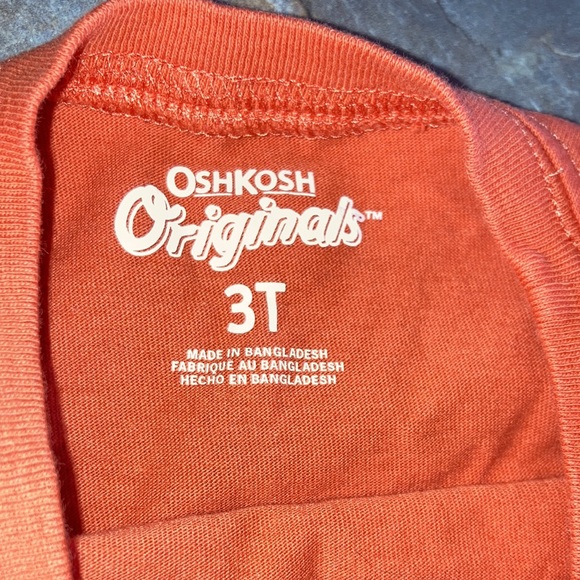 OSHKOSH
Originals™
3T
MADE IN BANGLADESH
FABRIQUÉ AU BANGLADESH
HECHO EN BANGLADESH